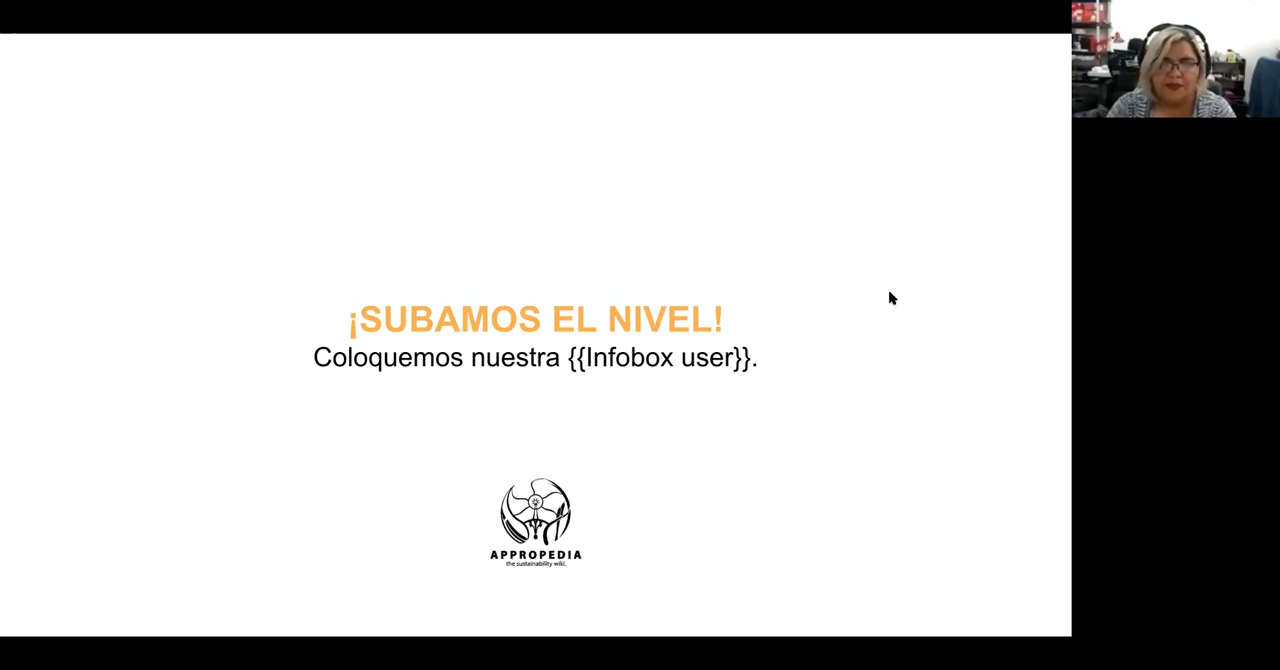 ¡SUBAMOS EL NIVEL!
Coloquemos nuestra {{Infobox user}}.
APPROPEDIA
the sustainability wiki.